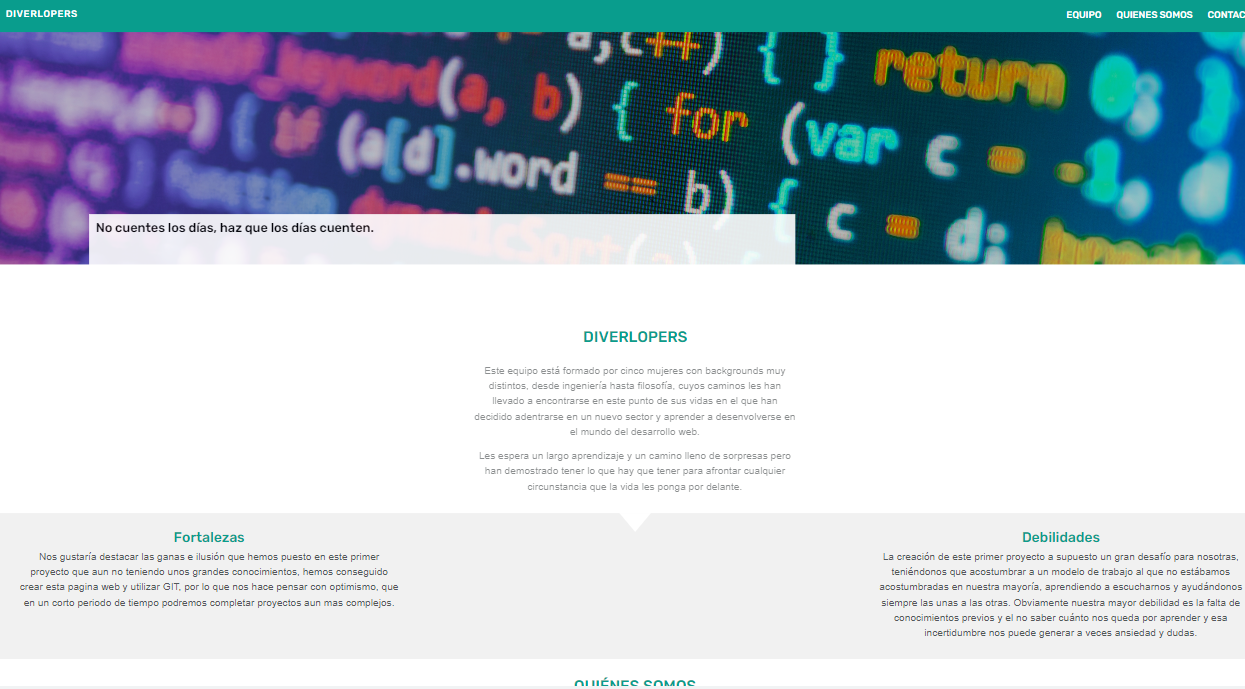 DIVERLOPERS
EQUIPO QUIENES SOMOS CONTAC
a,c++) { } return
keyword(a, b) { for (var c - -
(a[d].word == b) { c - d;
function
(a)
No cuentes los días, haz que los días cuenten.
DIVERLOPERS
Este equipo está formado por cinco mujeres con backgrounds muy
distintos, desde ingeniería hasta filosofía, cuyos caminos les han
llevado a encontrarse en este punto de sus vidas en el que han
decidido adentrarse en un nuevo sector y aprender a desenvolverse en
el mundo del desarrollo web.
Les espera un largo aprendizaje y un camino lleno de sorpresas pero
han demostrado tener lo que hay que tener para afrontar cualquier
circunstancia que la vida les ponga por delante.
Fortalezas
Nos gustaría destacar las ganas e ilusión que hemos puesto en este primer
proyecto que aun no teniendo unos grandes conocimientos, hemos conseguido
crear esta pagina web y utilizar GIT, por lo que nos hace pensar con optimismo, que
en un corto periodo de tiempo podremos completar proyectos aun mas complejos.
Debilidades
La creación de este primer proyecto a supuesto un gran desafío para nosotras,
teniéndonos que acostumbrar a un modelo de trabajo al que no estábamos
acostumbradas en nuestra mayoría, aprendiendo a escucharnos y ayudándonos
siempre las unas a las otras. Obviamente nuestra mayor debilidad es la falta de
conocimientos previos y el no saber cuánto nos queda por aprender y esa
incertidumbre nos puede generar a veces ansiedad y dudas.
QUIÉNES SOMOS